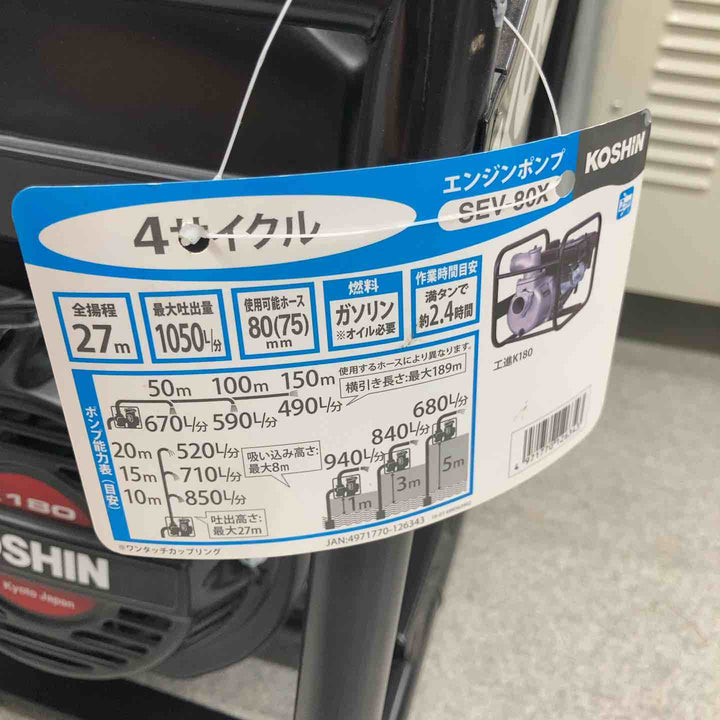 KOSHIN
エンジンポンプ
SEV-80X
4サイクル
全揚程
27m
最大吐出量
1050L/分
使用可能ホース
80(75)
mm
燃料
ガソリン
※オイル必要
作業時間目安
満タンで
約2.4時間
工進K180
ポンプ能力表(目安)
50m 100m 150m
使用するホースにより異なります。
横引き長さ:最大189m
670L/分 590L/分 490L/分
20m 520L/分
15m 710L/分
10m 850L/分
吸い込み高さ:
最大8m
吐出高さ:
最大27m
940L/分 840L/分 680L/分
1m 3m 5m
※ワンタッチカップリング
JAN:4971770-126343
4 971770 126343
180
OSHIN
Kyoto Japan